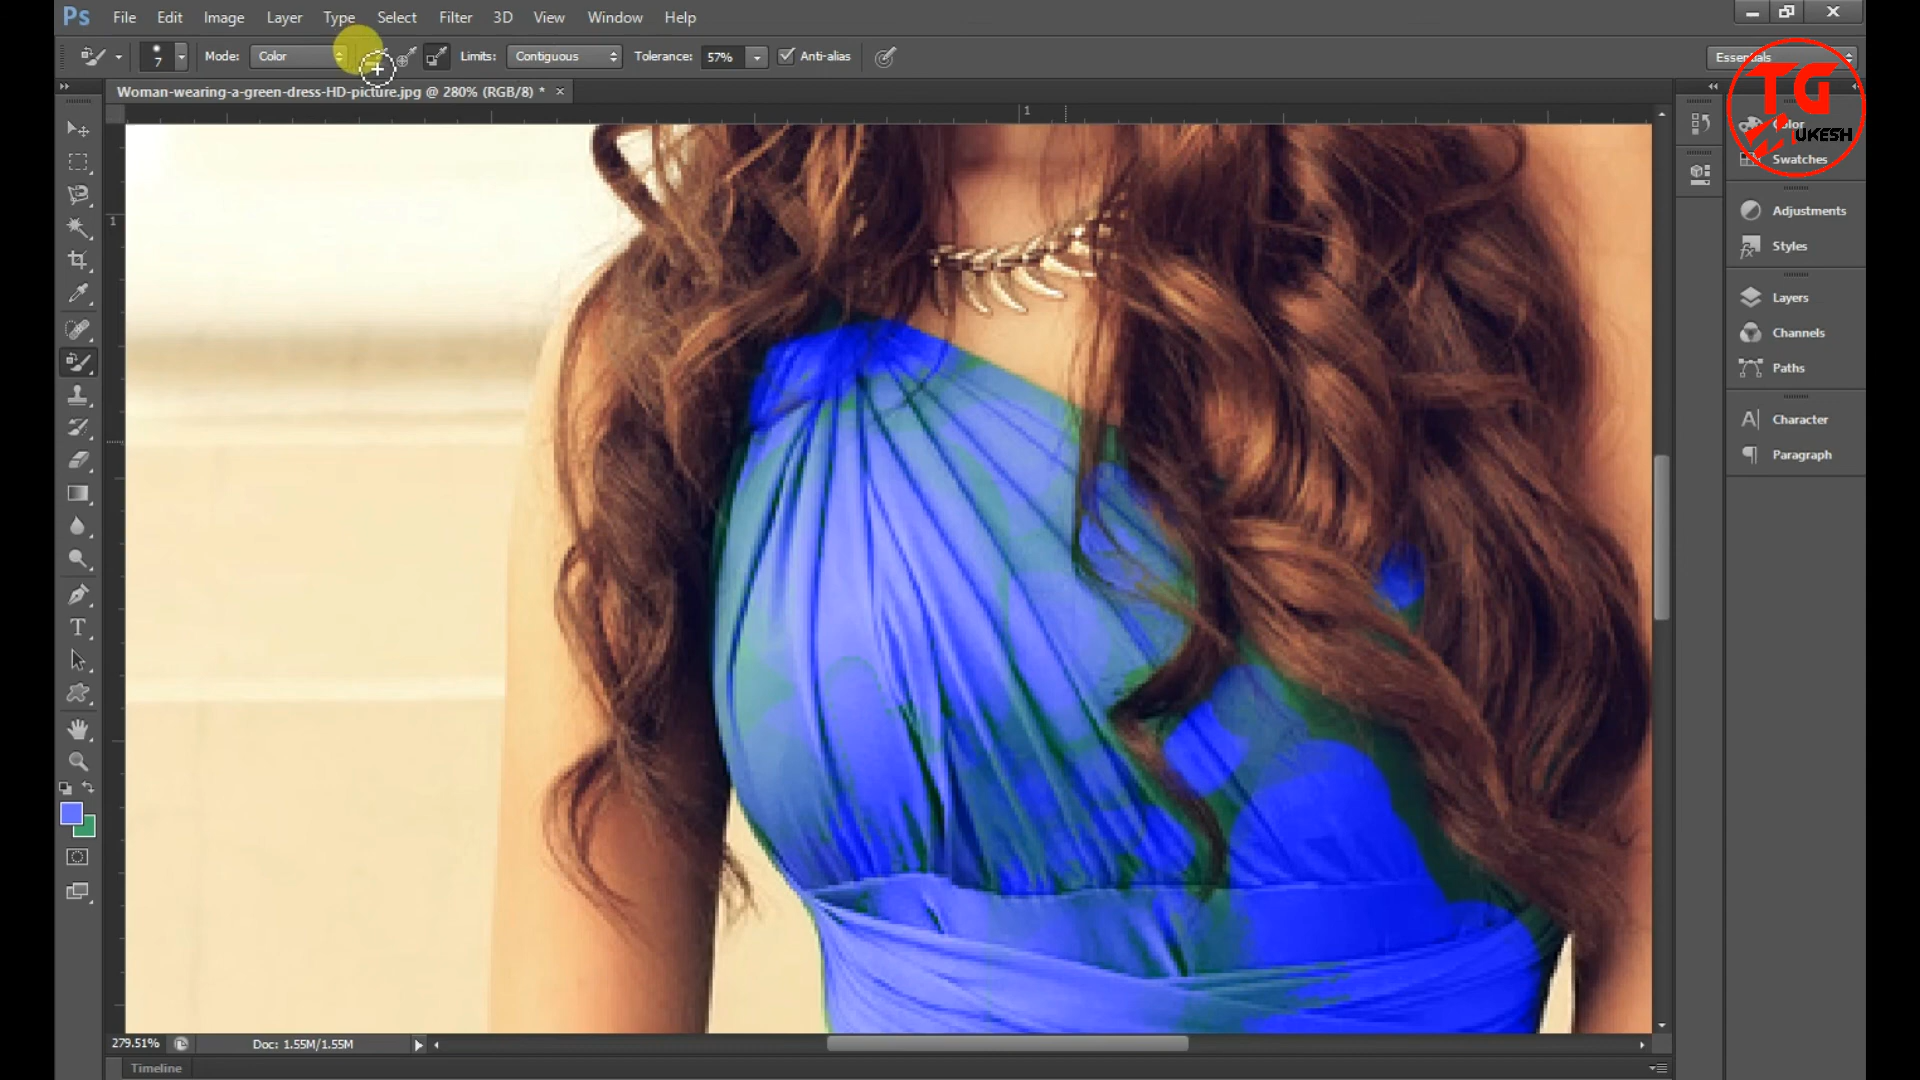 Ps File Edit Image Layer Type Select Filter 3D View Window Help
7 Mode: Color Limits: Contiguous Tolerance: 57% Anti-alias Essentials
Woman-wearing-a-green-dress-HD-picture.jpg @ 280% (RGB/8) * ×
1
1
TG
UKESH
Color
Swatches
Adjustments
Styles
Layers
Channels
Paths
Character
Paragraph
279.51% Doc: 1.55M/1.55M
Timeline